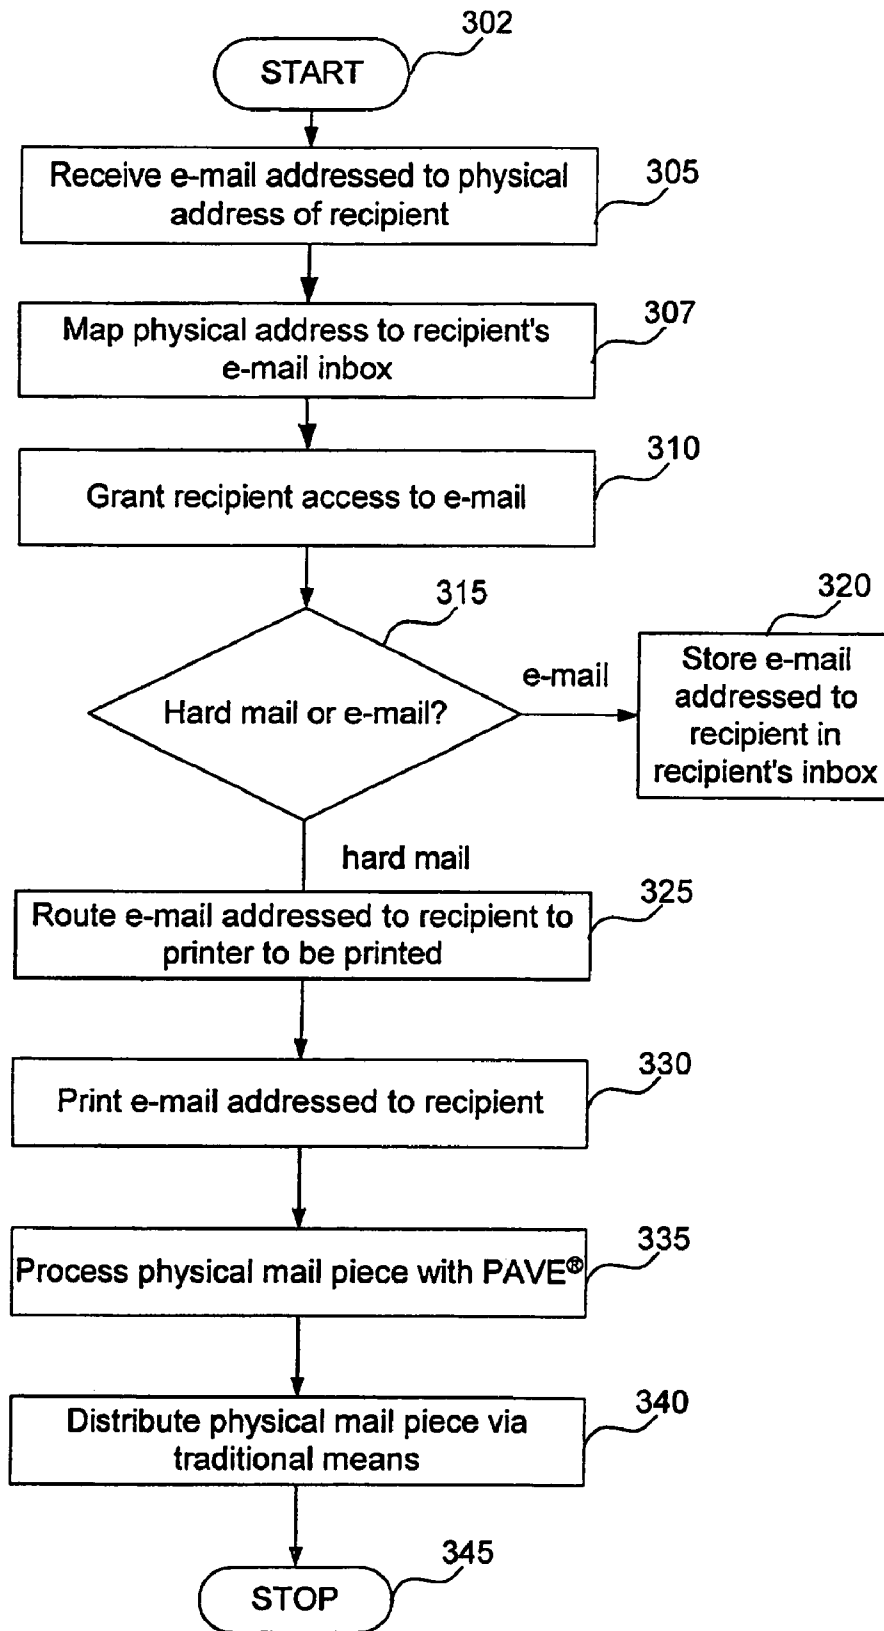 302
START
Receive e-mail addressed to physical
address of recipient
305
Map physical address to recipient's
e-mail inbox
307
Grant recipient access to e-mail
310
315
Hard mail or e-mail?
e-mail
320
Store e-mail
addressed to
recipient in
recipient's inbox
hard mail
Route e-mail addressed to recipient to
printer to be printed
325
Print e-mail addressed to recipient
330
Process physical mail piece with PAVE®
335
Distribute physical mail piece via
traditional means
340
STOP
345